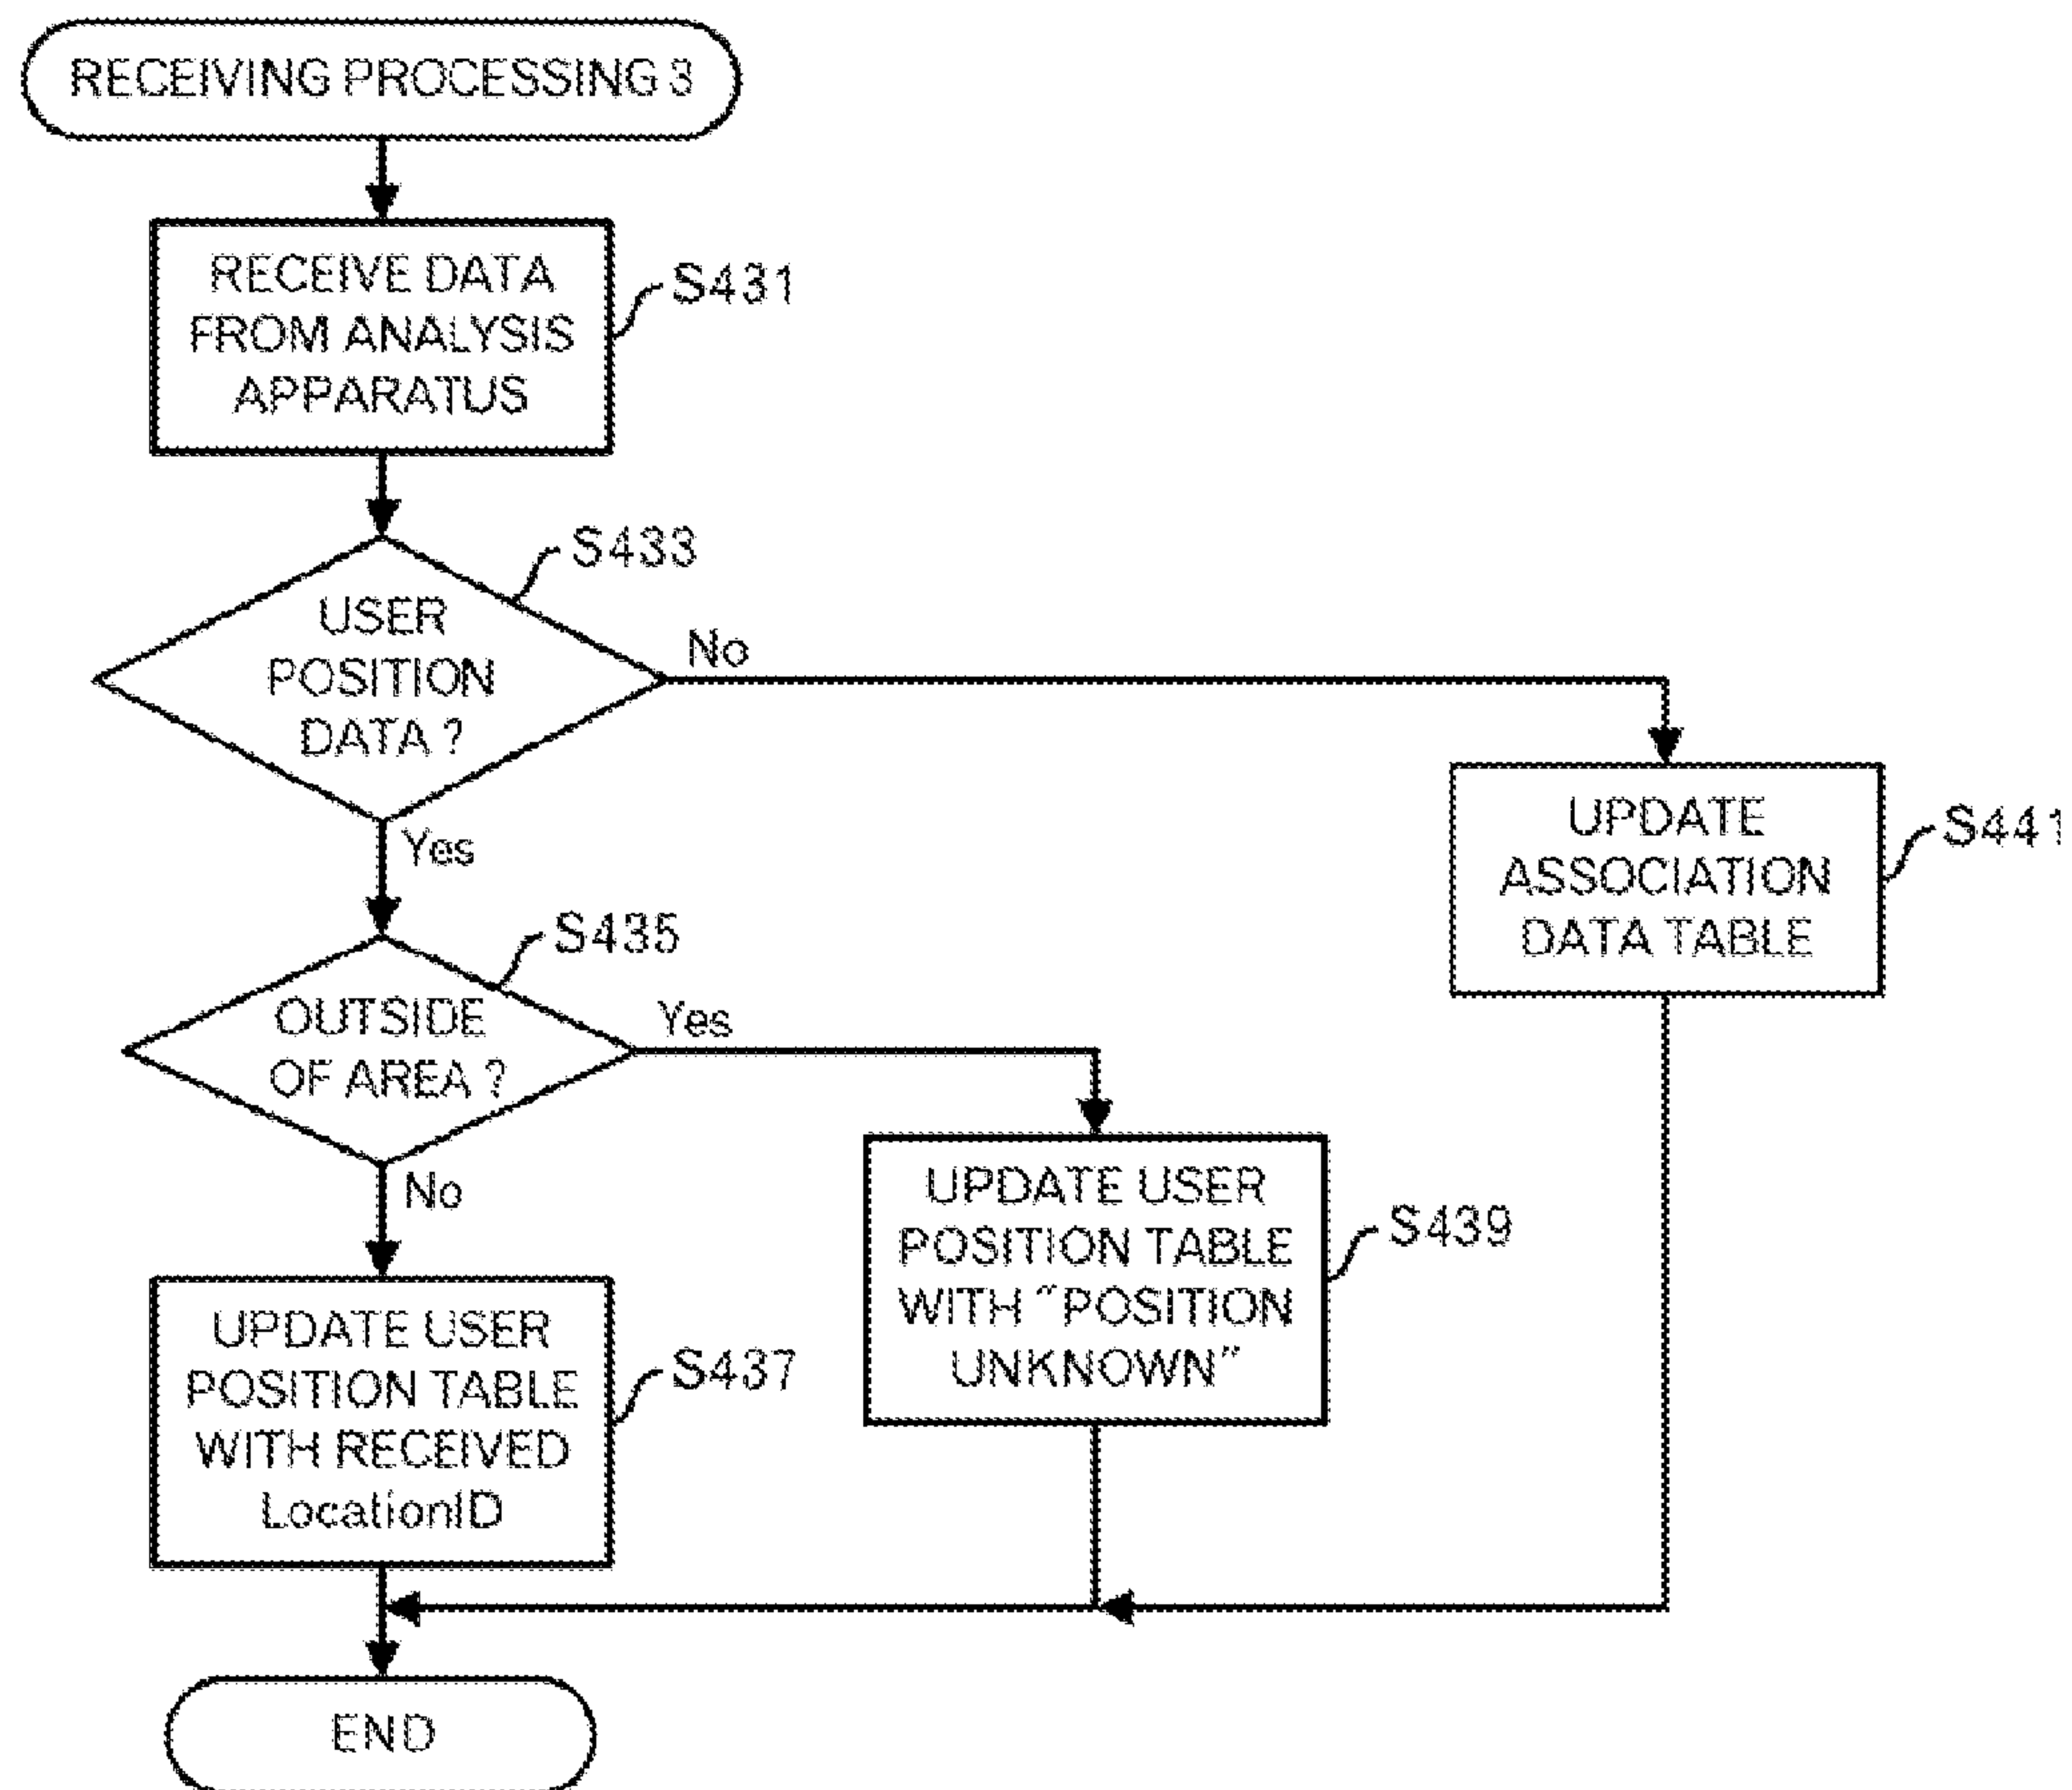 RECEIVING PROCESSING 3
RECEIVE DATA
FROM ANALYSIS
APPARATUS
S431
S433
USER
POSITION
DATA ?
No
Yes
UPDATE
ASSOCIATION
DATA TABLE
S441
S435
OUTSIDE
OF AREA ?
Yes
No
UPDATE USER
POSITION TABLE
WITH "POSITION
UNKNOWN"
S439
UPDATE USER
POSITION TABLE
WITH RECEIVED
LocationID
S437
END